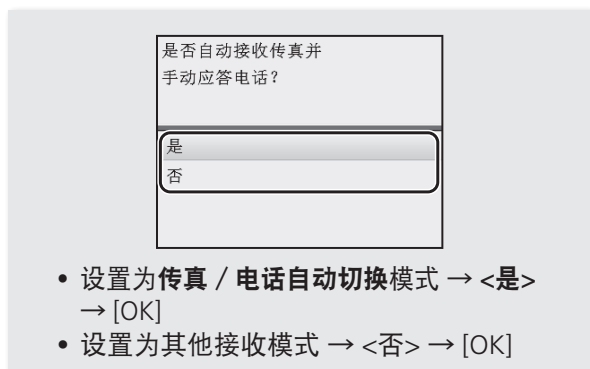 是否自动接收传真并
手动应答电话？
是
否
• 设置为传真 / 电话自动切换模式 → <是>
→ [OK]
• 设置为其他接收模式 → <否> → [OK]